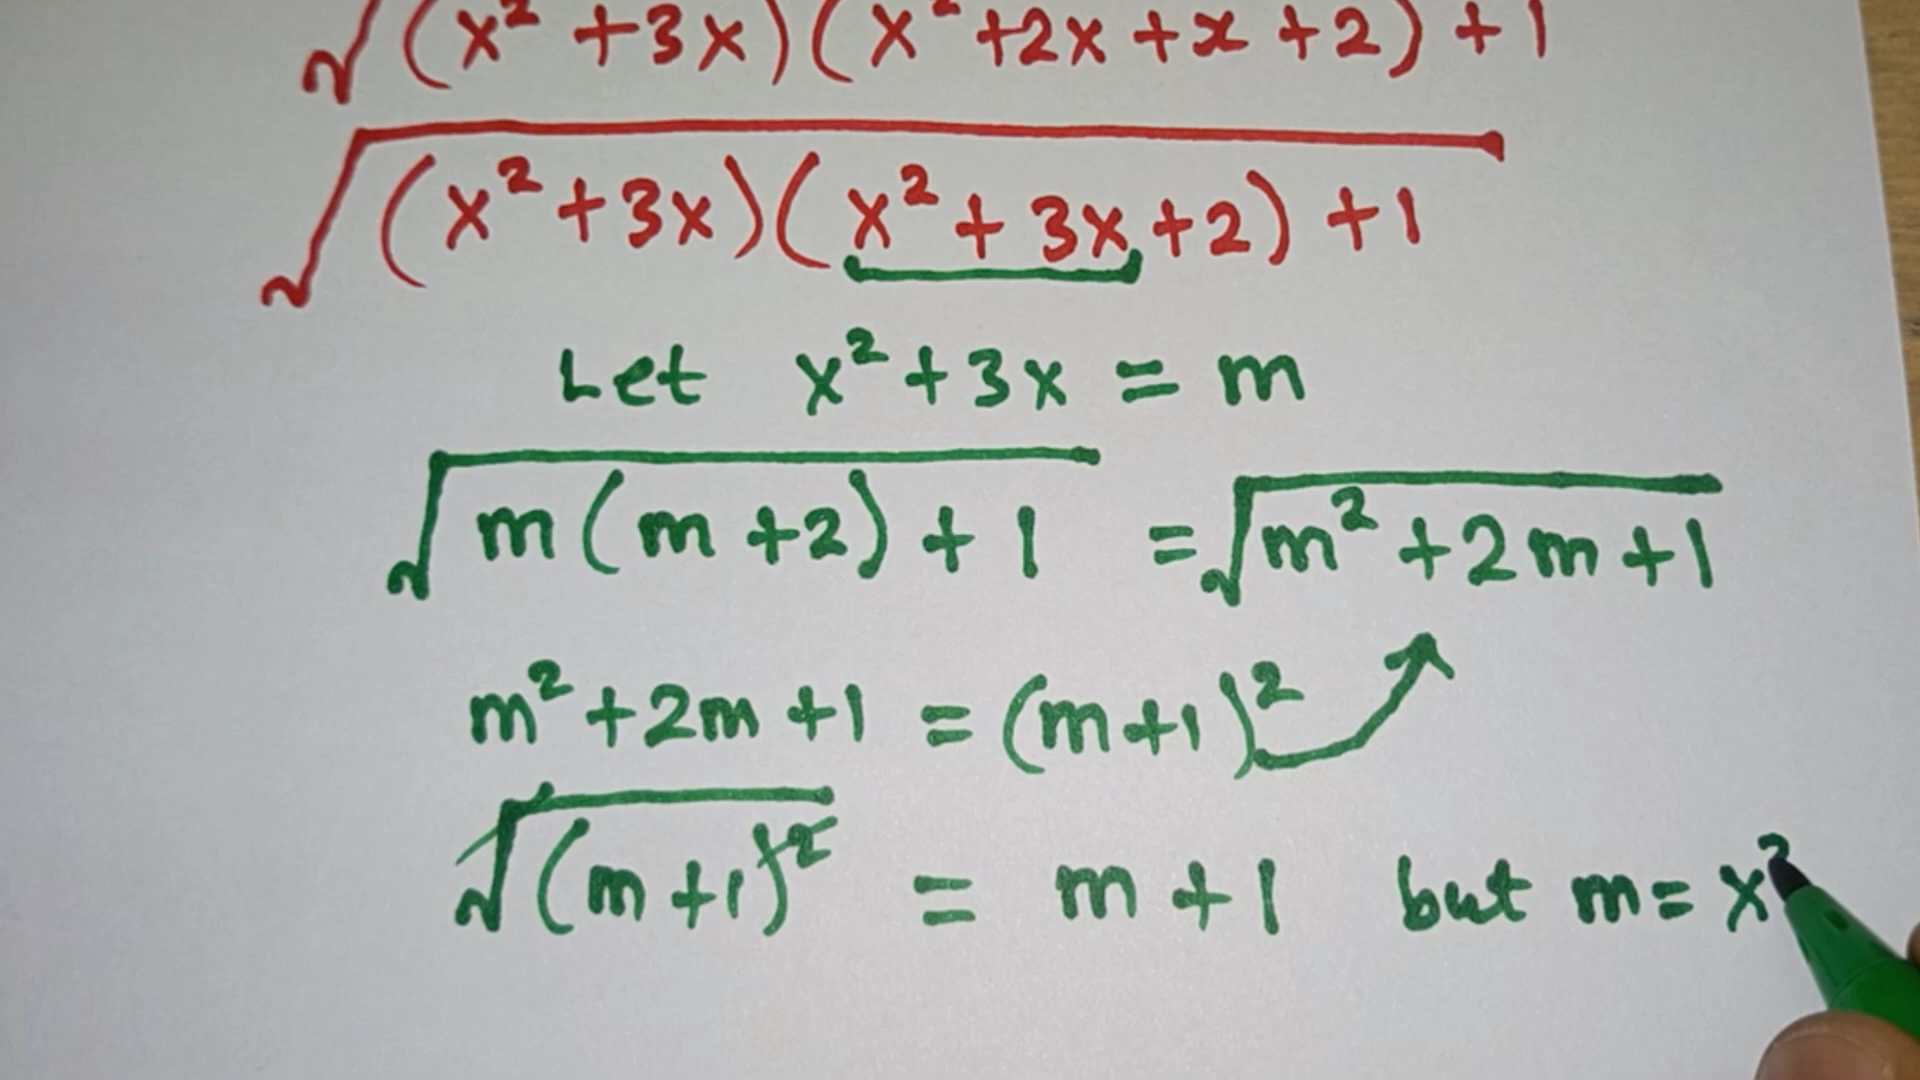 √(x²+3x)(x²+2x+x+2)+1
√(x²+3x)(x²+3x+2)+1
Let x²+3x = m
√m(m+2)+1 = √m²+2m+1
m²+2m+1 = (m+1)²
√(m+1)² = m+1 but m = x²